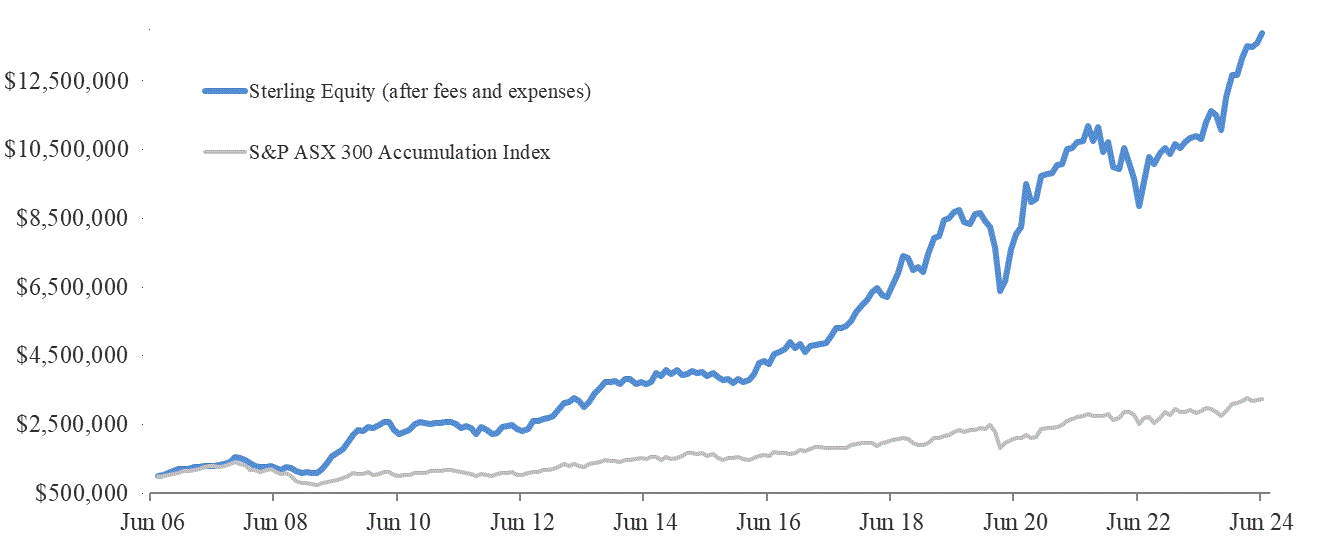 $12,500,000
Sterling Equity (after fees and expenses)
$10,500,000
S&P ASX 300 Accumulation Index
$8,500,000
$6,500,000
$4,500,000
$2,500,000
$500,000
Jun 06 Jun 08 Jun 10 Jun 12 Jun 14 Jun 16 Jun 18 Jun 20 Jun 22 Jun 24